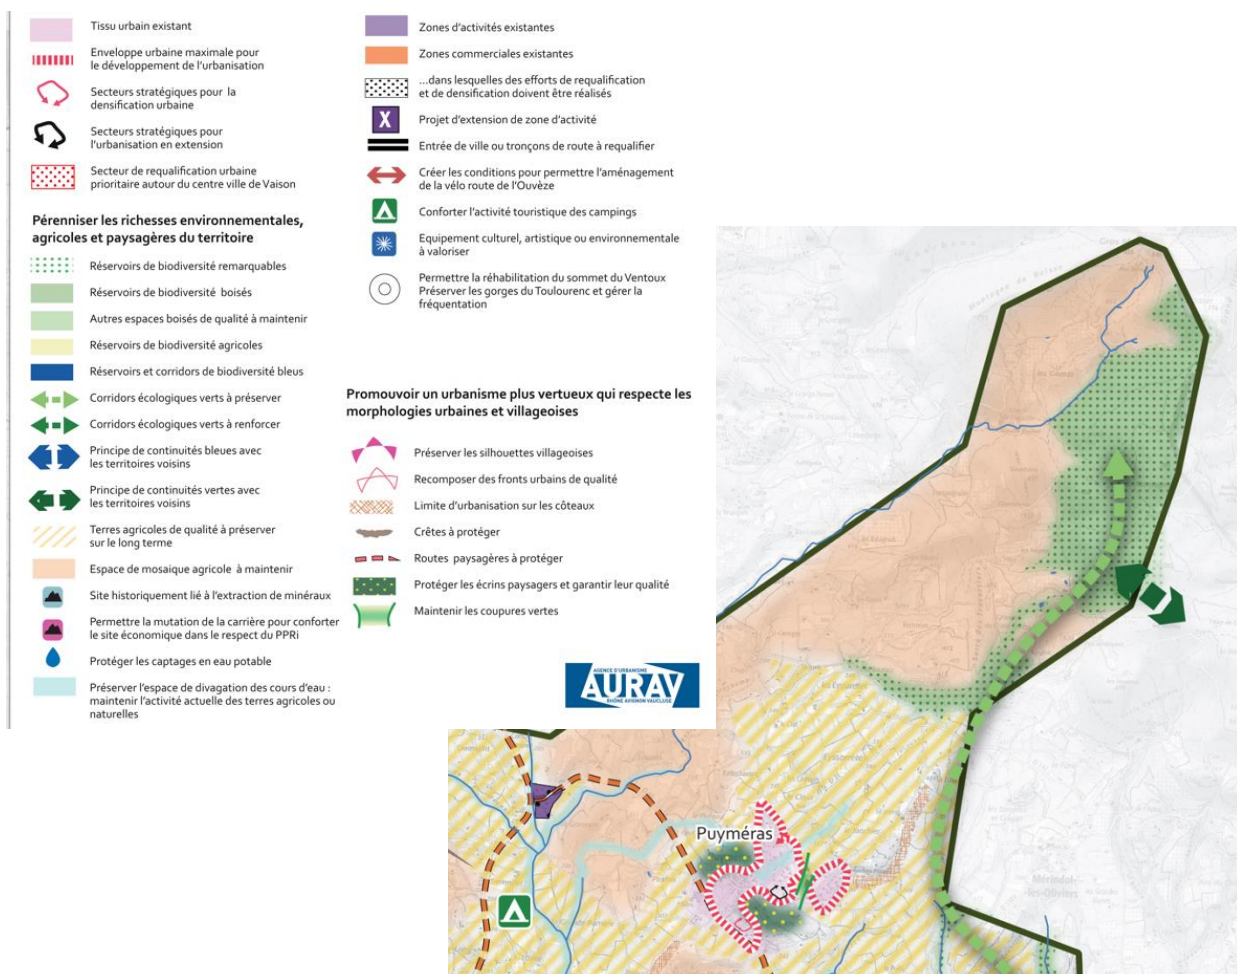 Tissu urbain existant
Enveloppe urbaine maximale pour
le développement de l'urbanisation
Secteurs stratégiques pour la
densification urbaine
Secteurs stratégiques pour
l'urbanisation en extension
Secteur de requalification urbaine
prioritaire autour du centre ville de Vaison
Pérenniser les richesses environnementales,
agricoles et paysagères du territoire
Réservoirs de biodiversité remarquables
Réservoirs de biodiversité boisés
Autres espaces boisés de qualité à maintenir
Réservoirs de biodiversité agricoles
Réservoirs et corridors de biodiversité bleus
Corridors écologiques verts à préserver
Corridors écologiques verts à renforcer
Principe de continuités bleues avec
les territoires voisins
Principe de continuités vertes avec
les territoires voisins
Terres agricoles de qualité à préserver
sur le long terme
Espace de mosaique agricole à maintenir
Site historiquement lié à l'extraction de minéraux
Permettre la mutation de la carrière pour conforter
le site économique dans le respect du PPRi
Protéger les captages en eau potable
Préserver l'espace de divagation des cours d'eau :
maintenir l'activité actuelle des terres agricoles ou
naturelles
Zones d'activités existantes
Zones commerciales existantes
...dans lesquelles des efforts de requalification
et de densification doivent être réalisés
X
Projet d'extension de zone d'activité
Entrée de ville ou tronçons de route à requalifier
Créer les conditions pour permettre l'aménagement
de la vélo route de l'Ouvèze
Conforter l'activité touristique des campings
Equipement culturel, artistique ou environnementale
à valoriser
Permettre la réhabilitation du sommet du Ventoux
Préserver les gorges du Toulourenc et gérer la
fréquentation
Promouvoir un urbanisme plus vertueux qui respecte les
morphologies urbaines et villageoises
Préserver les silhouettes villageoises
Recomposer des fronts urbains de qualité
Limite d'urbanisation sur les côteaux
Crêtes à protéger
Routes paysagères à protéger
Protéger les écrins paysagers et garantir leur qualité
Maintenir les coupures vertes
AGENCE D'URBANISME
AURAV
RHÔNE AVIGNON VAUCLUSE
Puyméras
Mérindol-
les-Oliviers